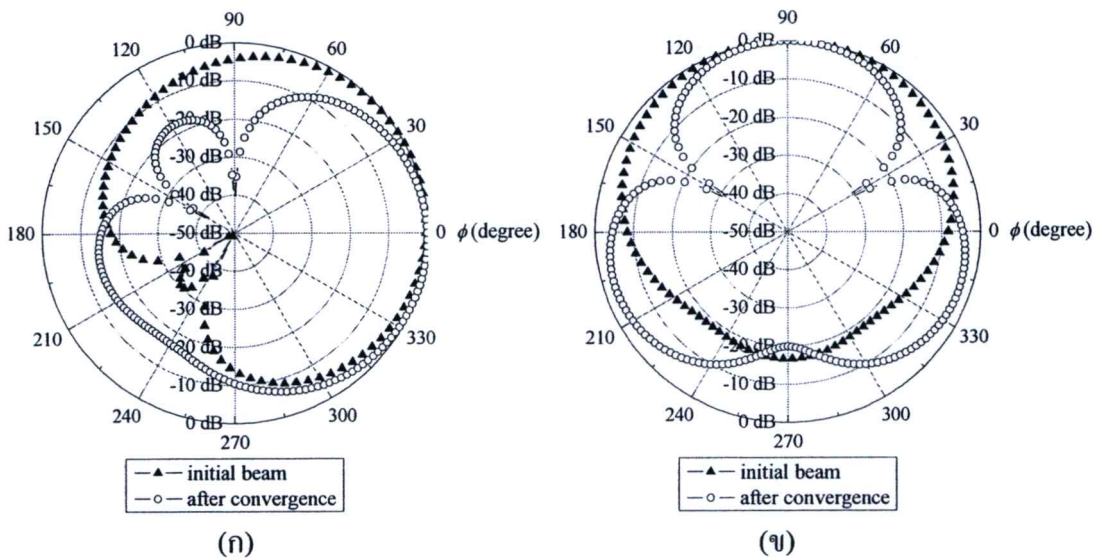 90
120
60
150
30
180
0 ϕ (degree)
210
330
240
300
270
0 dB
-10 dB
-20 dB
-30 dB
-40 dB
-50 dB
-40 dB
-30 dB
-20 dB
-10 dB
0 dB
initial beam
after convergence
(ก)
90
120
60
150
30
180
0 ϕ (degree)
210
330
240
300
270
0 dB
-10 dB
-20 dB
-30 dB
-40 dB
-50 dB
-40 dB
-30 dB
-20 dB
-10 dB
0 dB
initial beam
after convergence
(ข)